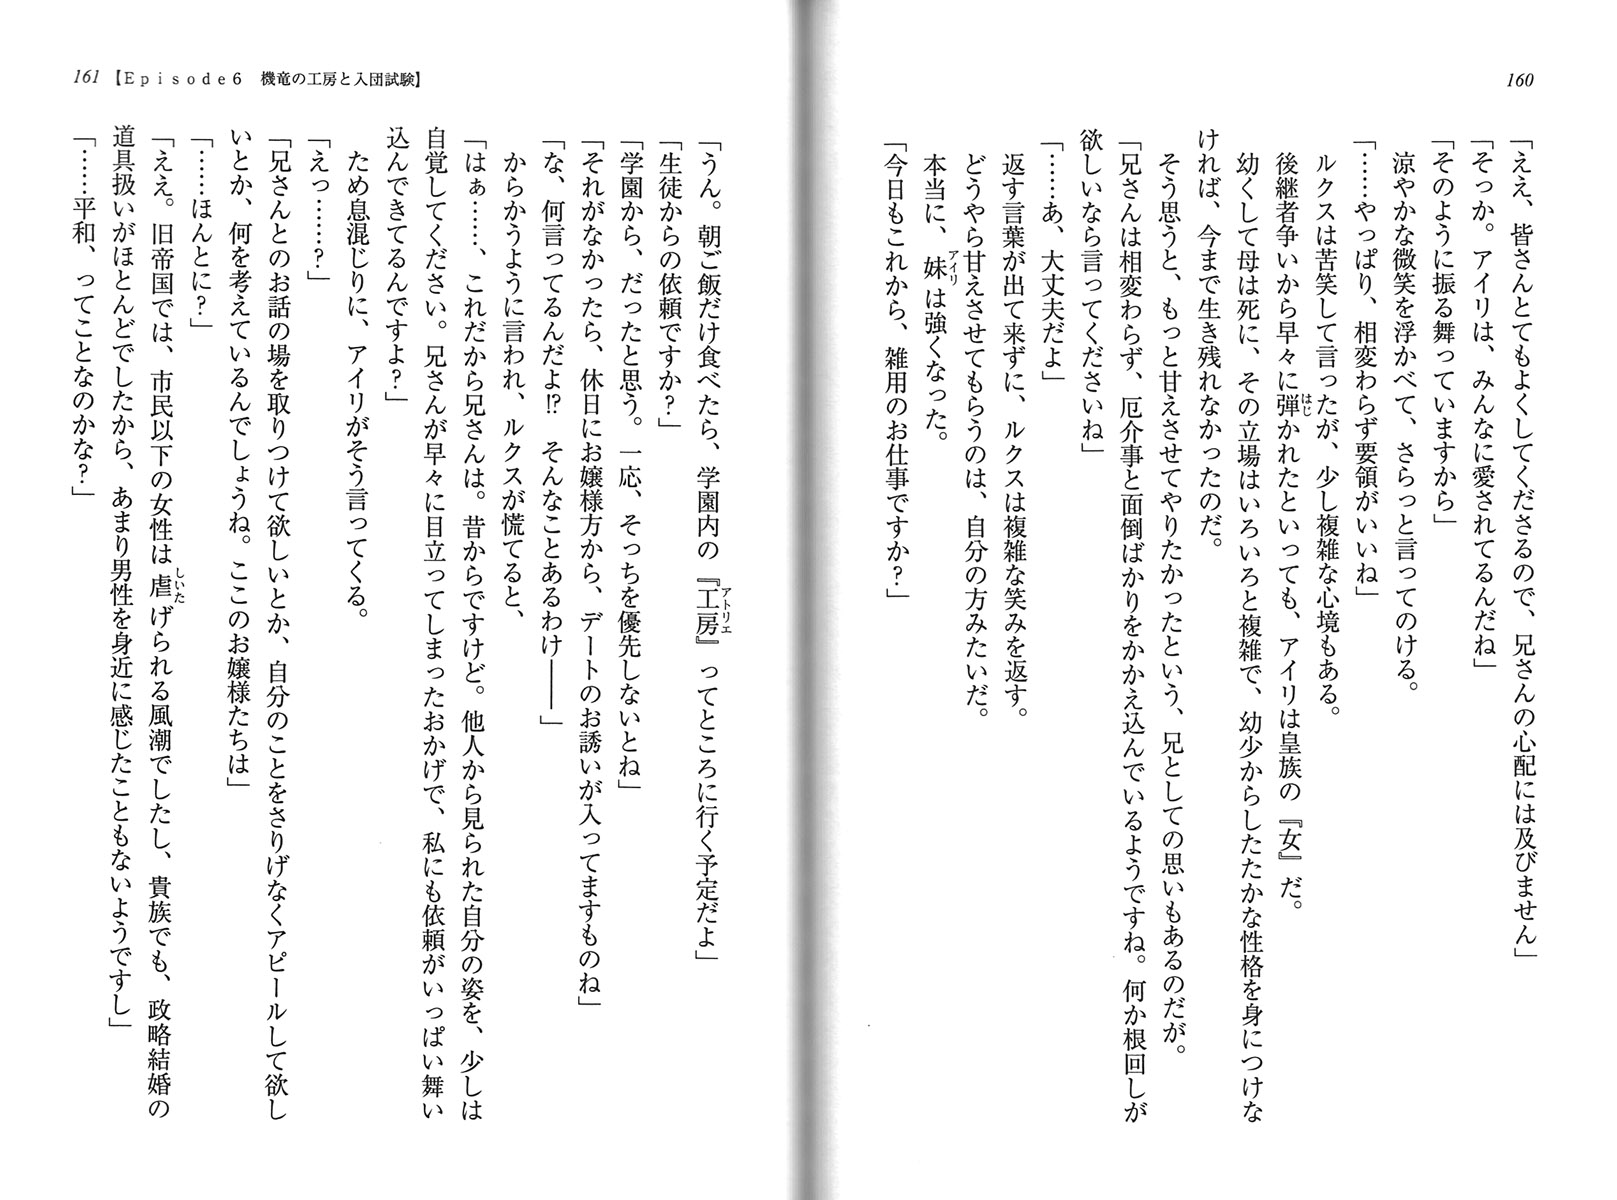 160
「ええ、皆さんとてもよくしてくださるので、兄さんの心配には及びません」
「そっか。アイリは、みんなに愛されてるんだね」
「そのように振る舞っていますから」
涼やかな微笑を浮かべて、さらっと言ってのける。
「……やっぱり、相変わらず要領がいいね」
ルクスは苦笑して言ったが、少し複雑な心境もある。
後継者争いから早々に弾かれたといっても、アイリは皇族の『女』だ。
はじ
幼くして母は死に、その立場はいろいろと複雑で、幼少からしたたかな性格を身につけな
ければ、今まで生き残れなかったのだ。
そう思うと、もっと甘えさせてやりたかったという、兄としての思いもあるのだが。
「兄さんは相変わらず、厄介事と面倒ばかりをかかえ込んでいるようですね。何か根回しが
欲しいなら言ってくださいね」
「……あ、大丈夫だよ」
返す言葉が出て来ずに、ルクスは複雑な笑みを返す。
どうやら甘えさせてもらうのは、自分の方みたいだ。
本当に、妹は強くなった。
アイリ
「今日もこれから、雑用のお仕事ですか？」
161【Episode6　機竜の工房と入団試験】
「うん。朝ご飯だけ食べたら、学園内の『工房』ってところに行く予定だよ」
アトリエ
「生徒からの依頼ですか？」
「学園から、だったと思う。一応、そっちを優先しないとね」
「それがなかったら、休日にお嬢様方から、デートのお誘いが入ってますものね」
「な、何言ってるんだよ!?　そんなことあるわけ――」
からかうように言われ、ルクスが慌ててると、
「はぁ……、これだから兄さんは。昔からですけど。他人から見られた自分の姿を、少しは
自覚してください。兄さんが早々に目立ってしまったおかげで、私にも依頼がいっぱい舞い
込んできてるんですよ？」
ため息混じりに、アイリがそう言ってくる。
「えっ……？」
「兄さんとのお話の場を取りつけて欲しいとか、自分のことをさりげなくアピールして欲し
いとか、何を考えているんでしょうね。ここのお嬢様たちは」
「……ほんとに？」
「ええ。旧帝国では、市民以下の女性は虐げられる風潮でしたし、貴族でも、政略結婚の
しいた
道具扱いがほとんどでしたから、あまり男性を身近に感じたこともないようですし」
「……平和、ってことなのかな？」